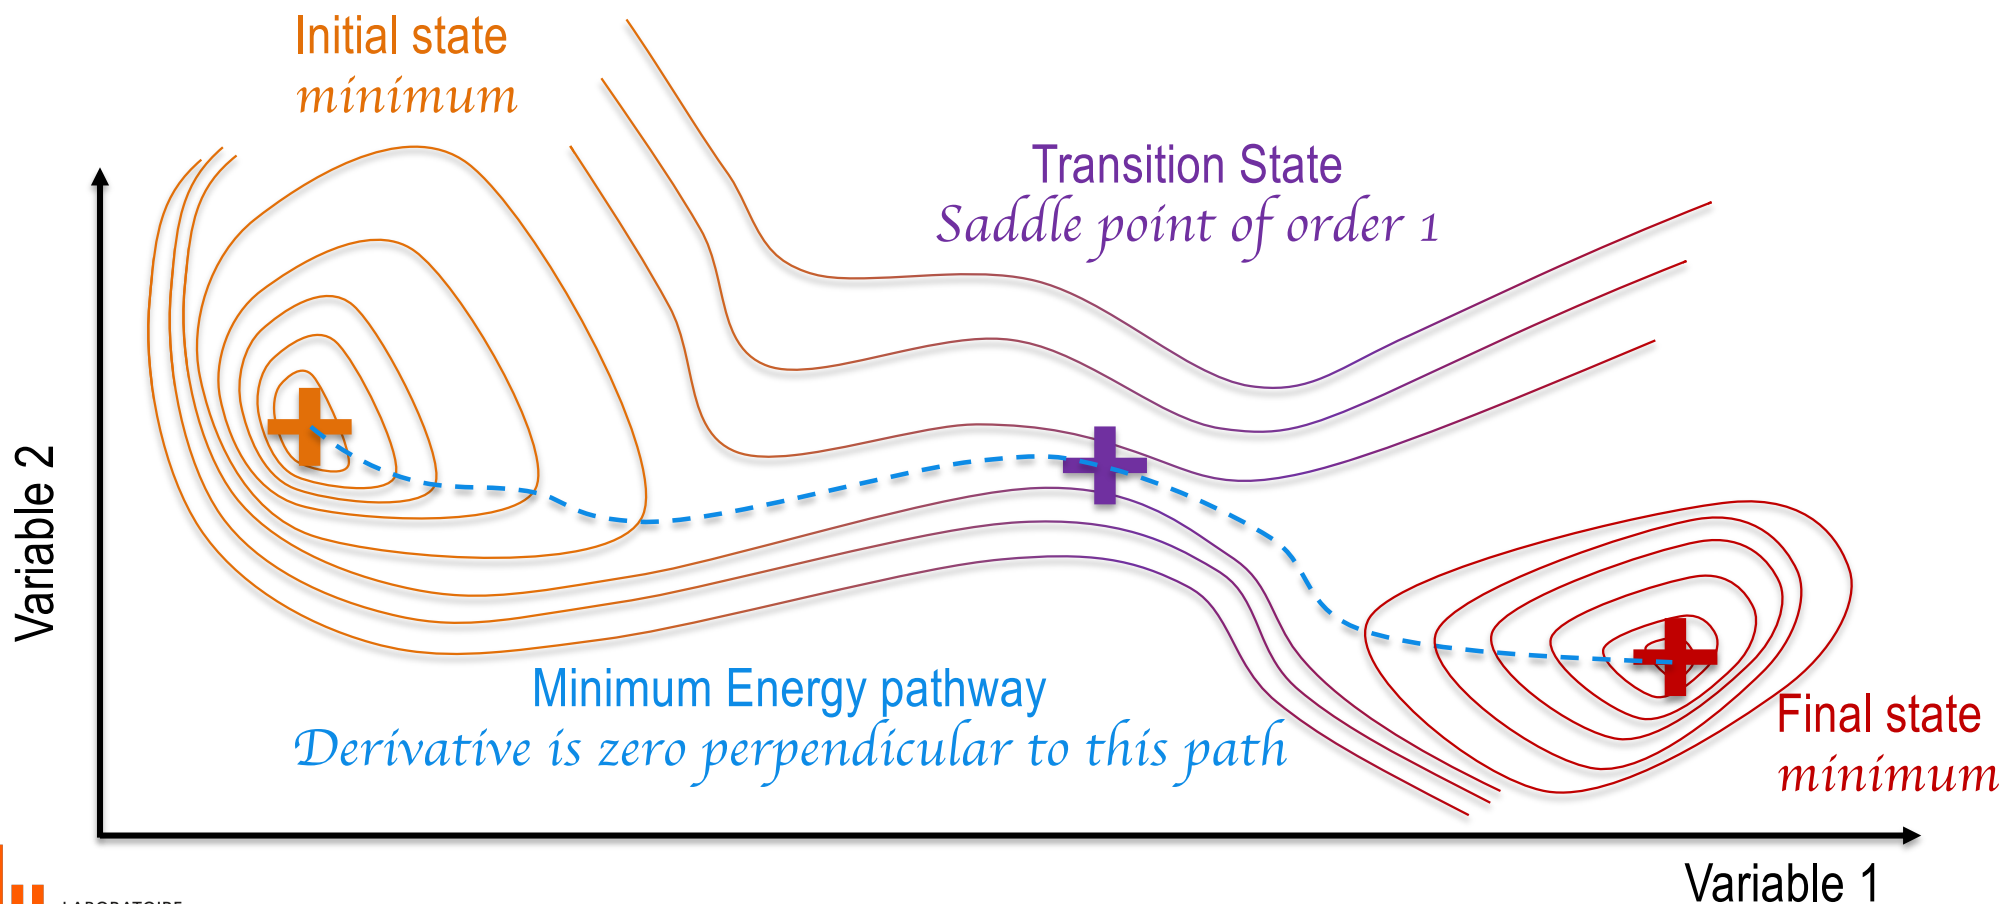 Initial state
minimum
Transition State
Saddle point of order 1
Variable 2
Minimum Energy pathway
Derivative is zero perpendicular to this path
Final state
minimum
Variable 1